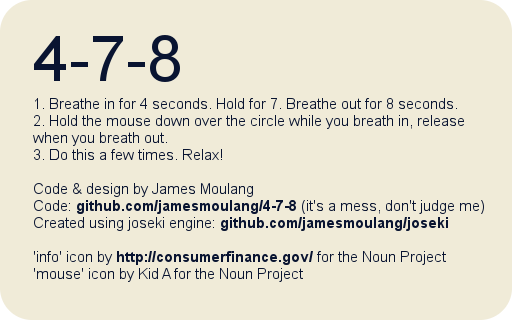 4-7-8
1. Breathe in for 4 seconds. Hold for 7. Breathe out for 8 seconds.
2. Hold the mouse down over the circle while you breath in, release
when you breath out.
3. Do this a few times. Relax!
Code & design by James Moulang
Code: github.com/jamesmoulang/4-7-8 (it's a mess, don't judge me)
Created using joseki engine: github.com/jamesmoulang/joseki
'info' icon by http://consumerfinance.gov/ for the Noun Project
'mouse' icon by Kid A for the Noun Project